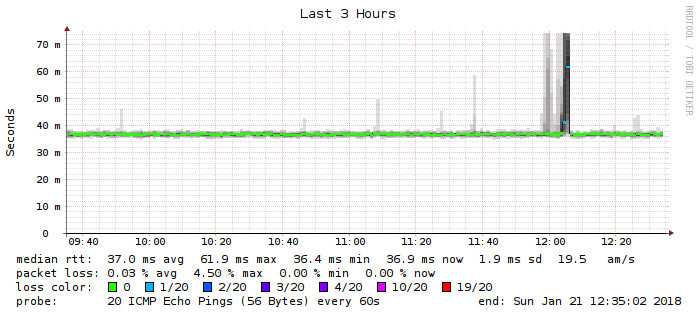 Last 3 Hours
RRDTOOL / TOBI OETIKER
Seconds
70 m
60 m
50 m
40 m
30 m
20 m
10 m
0
09:40 10:00 10:20 10:40 11:00 11:20 11:40 12:00 12:20
median rtt: 37.0 ms avg 61.9 ms max 36.4 ms min 36.9 ms now 1.9 ms sd 19.5 am/s
packet loss: 0.03 % avg 4.50 % max 0.00 % min 0.00 % now
loss color: 0 1/20 2/20 3/20 4/20 10/20 19/20
probe: 20 ICMP Echo Pings (56 Bytes) every 60s end: Sun Jan 21 12:35:02 2018